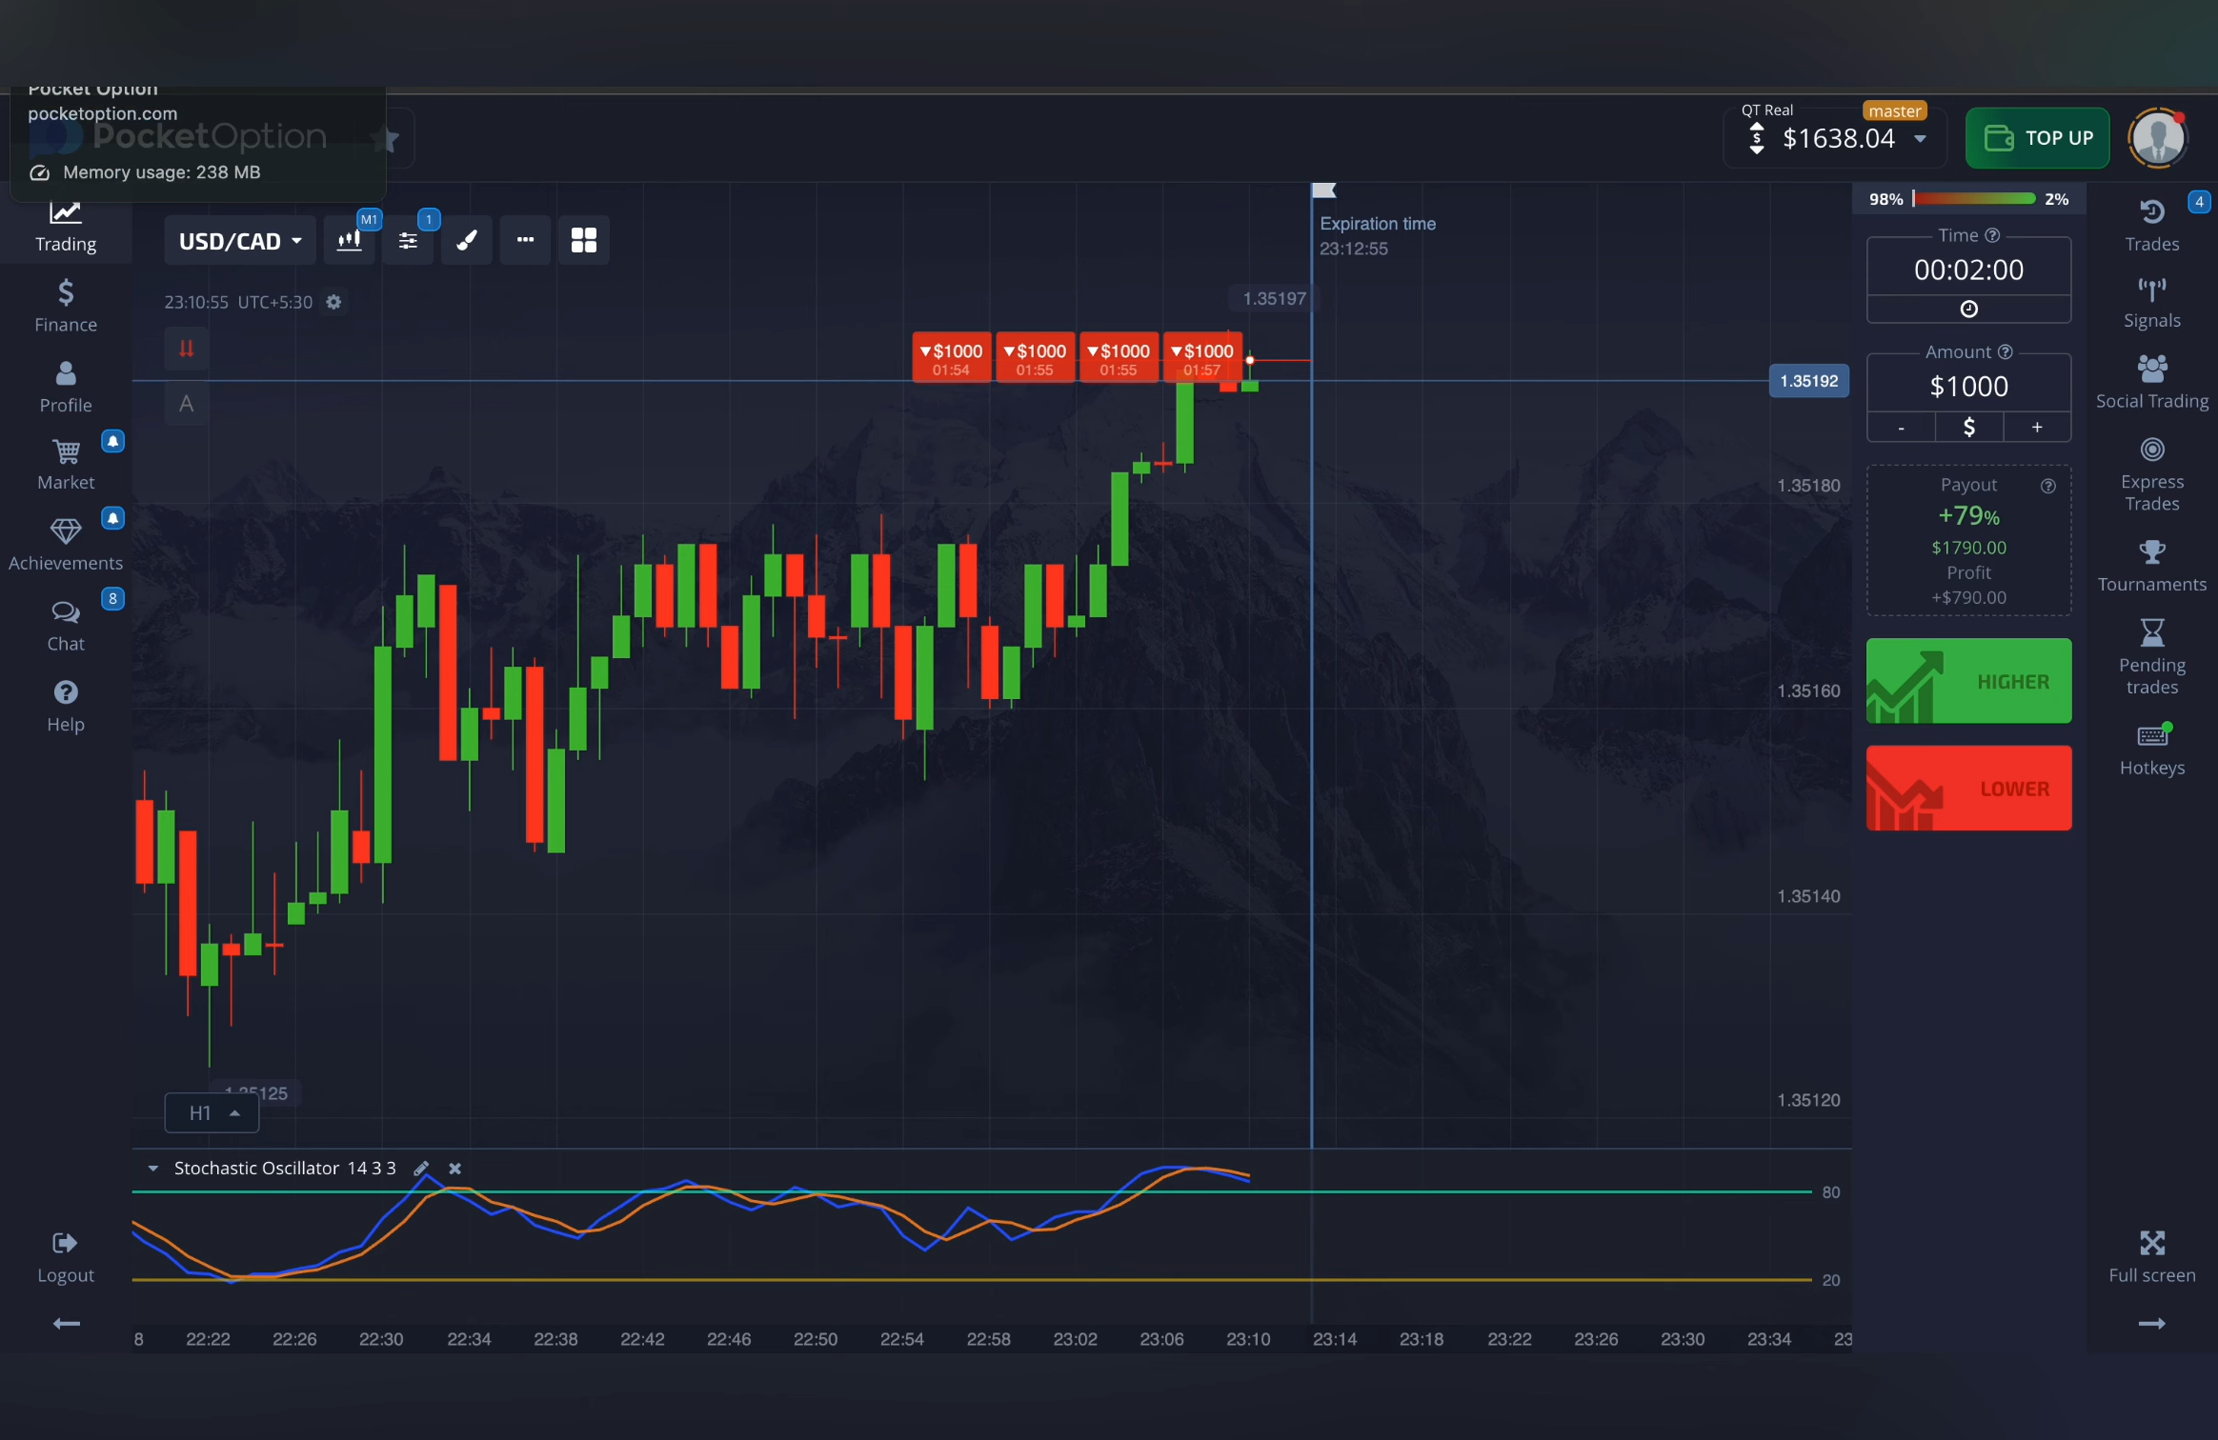 Pocket Option
pocketoption.com
PocketOption
Memory usage: 238 MB
QT Real
master
$1638.04
TOP UP
Trading
Finance
Profile
Market
Achievements
8
Chat
Help
Logout
USD/CAD
M1
1
23:10:55 UTC+5:30
A
Expiration time
23:12:55
1.35197
$1000
01:54
$1000
01:55
$1000
01:55
$1000
01:57
1.35192
1.35180
1.35160
1.35140
1.35120
1.35125
H1
Stochastic Oscillator 14 3 3
80
20
8 22:22 22:26 22:30 22:34 22:38 22:42 22:46 22:50 22:54 22:58 23:02 23:06 23:10 23:14 23:18 23:22 23:26 23:30 23:34 23
98% 2%
Time
00:02:00
Amount
$1000
- $ +
Payout
+79%
$1790.00
Profit
+$790.00
HIGHER
LOWER
4
Trades
Signals
Social Trading
Express
Trades
Tournaments
Pending
trades
Hotkeys
Full screen